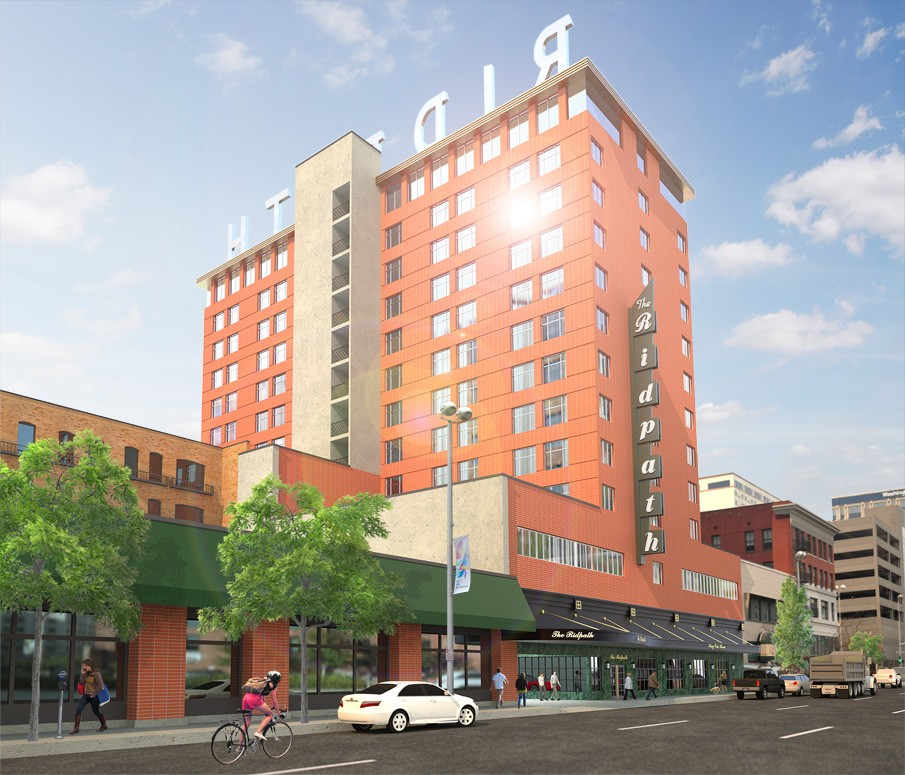 RIDPATH
The
Ridpath
The Ridpath
The Ridpath